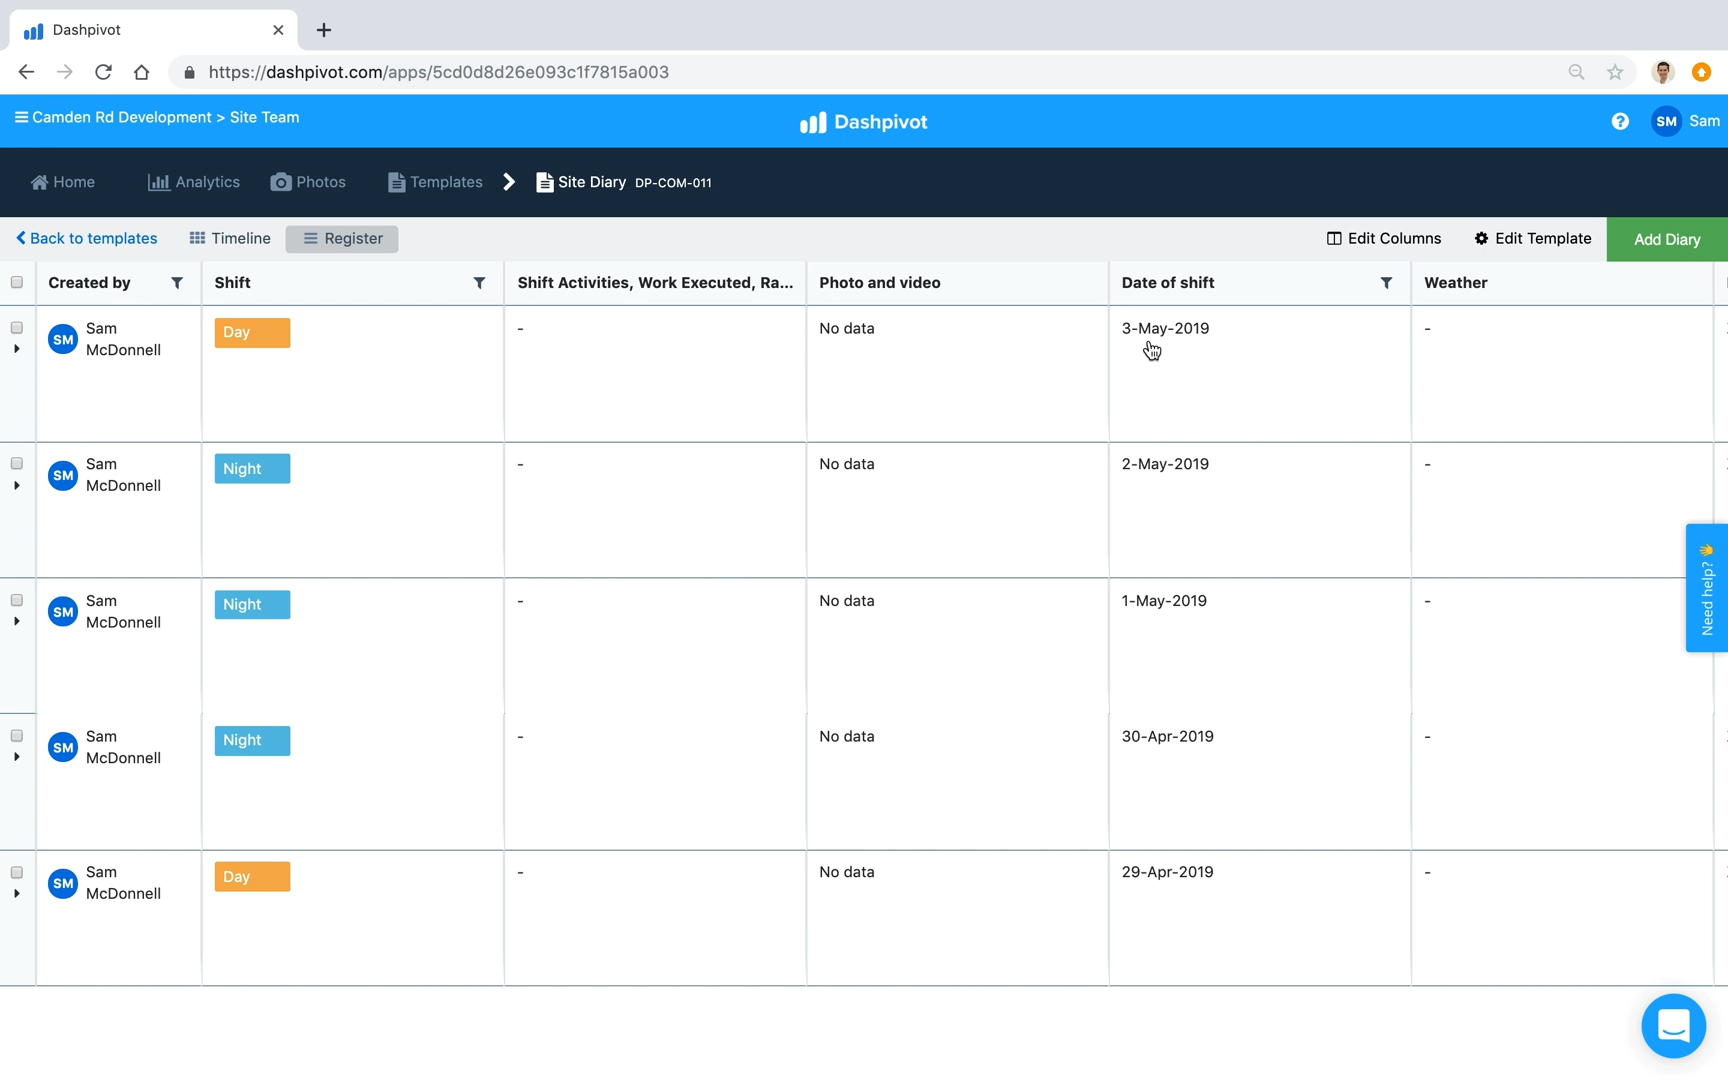 Dashpivot
https://dashpivot.com/apps/5cd0d8d26e093c1f7815a003
Camden Rd Development > Site Team
Dashpivot
? SM Sam
Home Analytics Photos Templates Site Diary DP-COM-011
Back to templates Timeline Register Edit Columns Edit Template Add Diary
Created by Shift Shift Activities, Work Executed, Ra... Photo and video Date of shift Weather
SM Sam McDonnell Day - No data 3-May-2019 -
SM Sam McDonnell Night - No data 2-May-2019 -
Need help?
SM Sam McDonnell Night - No data 1-May-2019 -
SM Sam McDonnell Night - No data 30-Apr-2019 -
SM Sam McDonnell Day - No data 29-Apr-2019 -